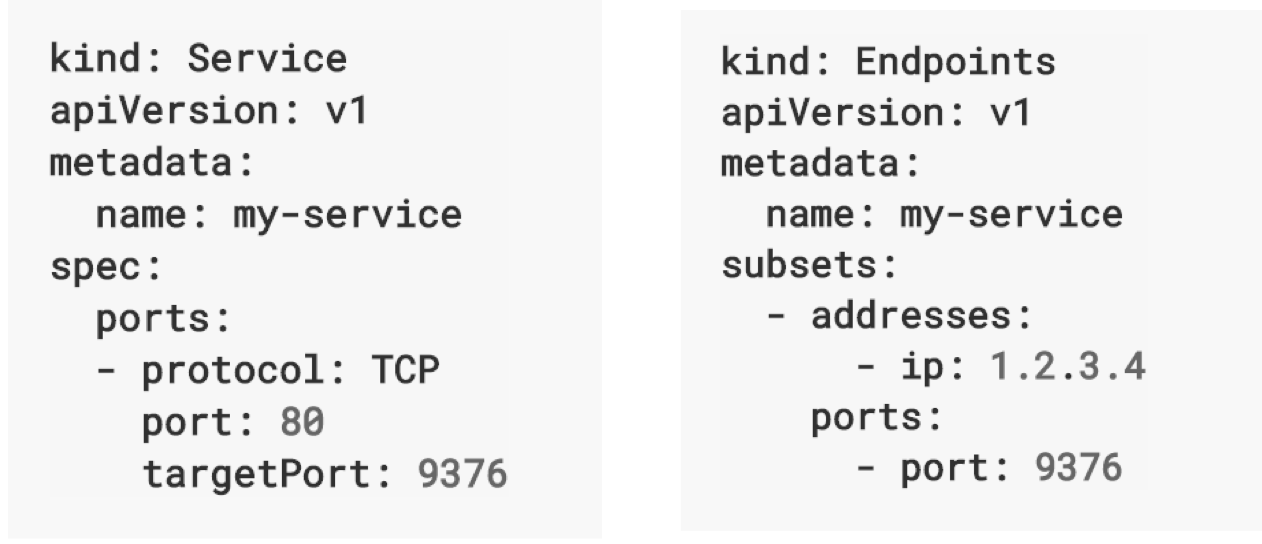 kind: Service
apiVersion: v1
metadata:
  name: my-service
spec:
  ports:
  - protocol: TCP
    port: 80
    targetPort: 9376
kind: Endpoints
apiVersion: v1
metadata:
  name: my-service
subsets:
  - addresses:
      - ip: 1.2.3.4
    ports:
      - port: 9376